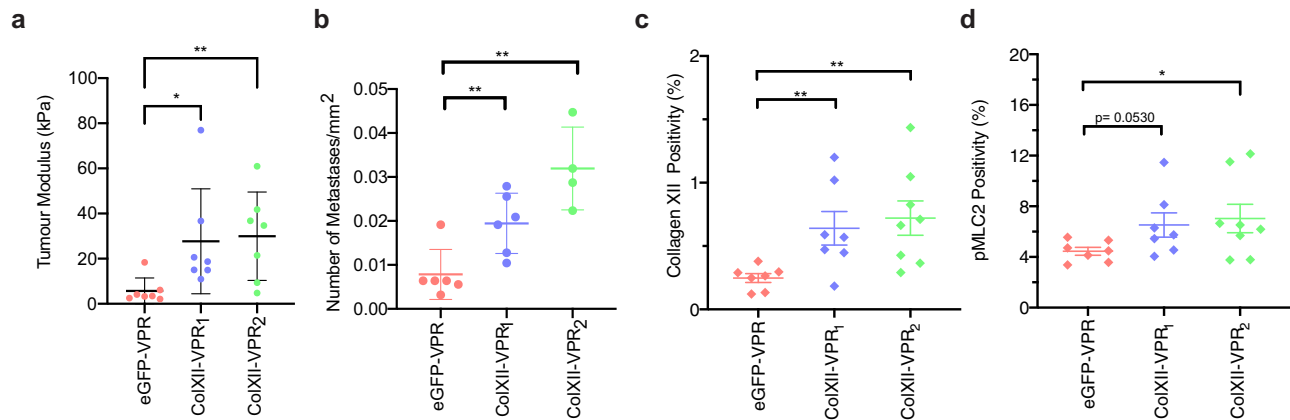 a
Tumour Modulus (kPa)
100
80
60
40
20
0
*
**
eGFP-VPR
ColXII-VPR1
ColXII-VPR2
b
Number of Metastases/mm2
0.05
0.04
0.03
0.02
0.01
0.00
**
**
eGFP-VPR
ColXII-VPR1
ColXII-VPR2
c
Collagen XII Positivity (%)
2
1
0
**
**
eGFP-VPR
ColXII-VPR1
ColXII-VPR2
d
pMLC2 Positivity (%)
20
16
12
8
4
0
*
p= 0.0530
eGFP-VPR
ColXII-VPR1
ColXII-VPR2